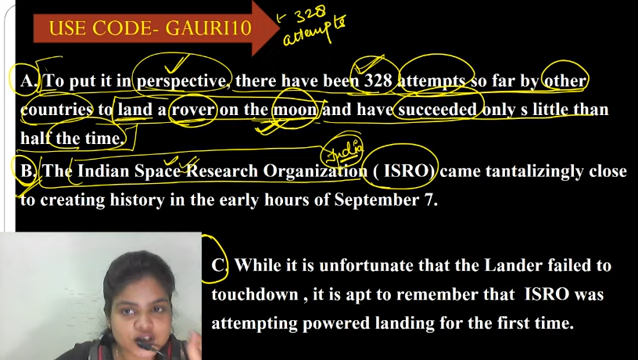 USE CODE- GAURI10
328
attempts
A. To put it in perspective, there have been 328 attempts so far by other
countries to land a rover on the moon and have succeeded only s little than
half the time.
India
B. The Indian Space Research Organization ( ISRO) came tantalizingly close
to creating history in the early hours of September 7.
C. While it is unfortunate that the Lander failed to
touchdown , it is apt to remember that ISRO was
attempting powered landing for the first time.